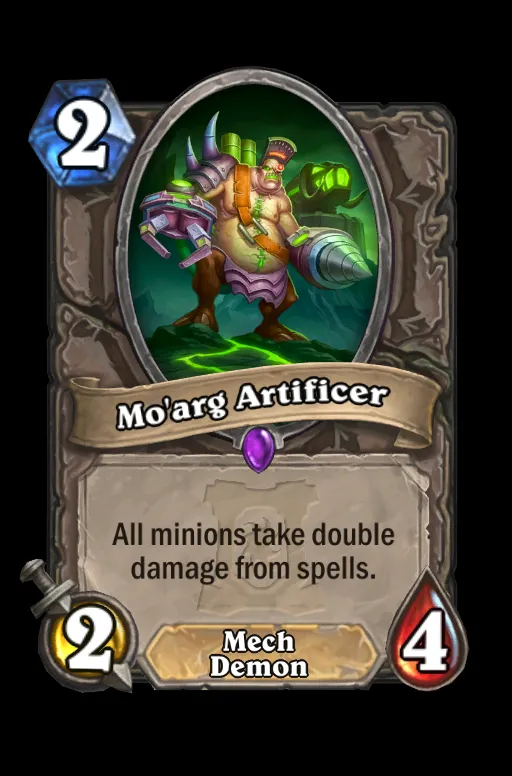 2
Mo'arg Artificer
All minions take double
damage from spells.
2
Mech
Demon
4